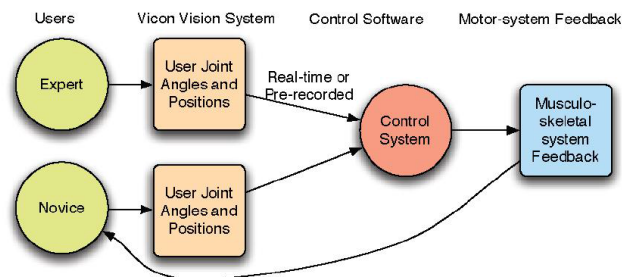 Users
Vicon Vision System
Control Software
Motor-system Feedback
Expert
User Joint
Angles and
Positions
Real-time or
Pre-recorded
Control
System
Musculo-
skeletal
system
Feedback
Novice
User Joint
Angles and
Positions